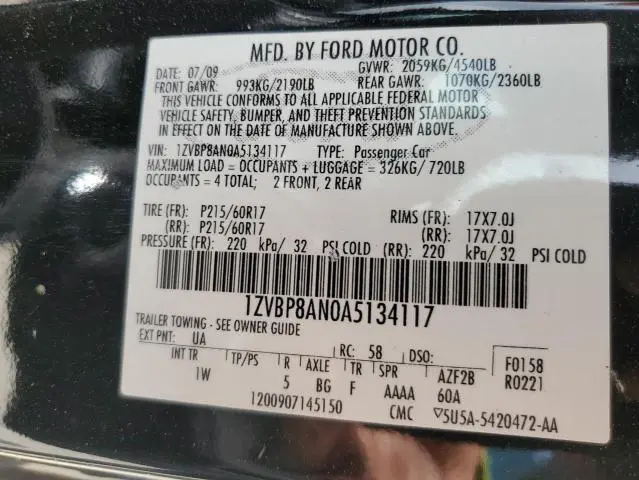 MFD. BY FORD MOTOR CO.
DATE: 07/09 GVWR: 2059KG/4540LB
FRONT GAWR: 993KG/2190LB REAR GAWR: 1070KG/2360LB
THIS VEHICLE CONFORMS TO ALL APPLICABLE FEDERAL MOTOR
VEHICLE SAFETY, BUMPER, AND THEFT PREVENTION STANDARDS
IN EFFECT ON THE DATE OF MANUFACTURE SHOWN ABOVE.
VIN: 1ZVBP8AN0A5134117 TYPE: Passenger Car
MAXIMUM LOAD = OCCUPANTS + LUGGAGE = 326KG/720LB
OCCUPANTS = 4 TOTAL; 2 FRONT, 2 REAR
TIRE (FR): P215/60R17 RIMS (FR): 17X7.0J
(RR): P215/60R17 (RR): 17X7.0J
PRESSURE (FR): 220 kPa/ 32 PSI COLD (RR): 220 kPa/ 32 PSI COLD
1ZVBP8AN0A5134117
TRAILER TOWING - SEE OWNER GUIDE
EXT PNT: UA RC: 58 DSO: F0158
INT TR TP/PS R AXLE TR SPR AZF2B R0221
1W 5 BG F AAAA 60A
1200907145150 CMC ▽5U5A-5420472-AA